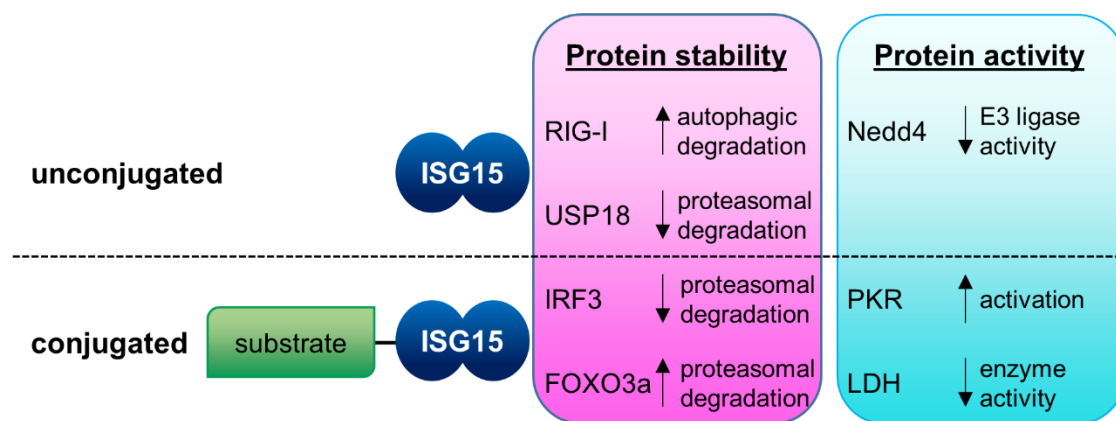 Protein stability
Protein activity
unconjugated
ISG15
RIG-I
autophagic
degradation
Nedd4
E3 ligase
activity
USP18
proteasomal
degradation
conjugated
substrate
ISG15
IRF3
proteasomal
degradation
PKR
activation
FOXO3a
proteasomal
degradation
LDH
enzyme
activity